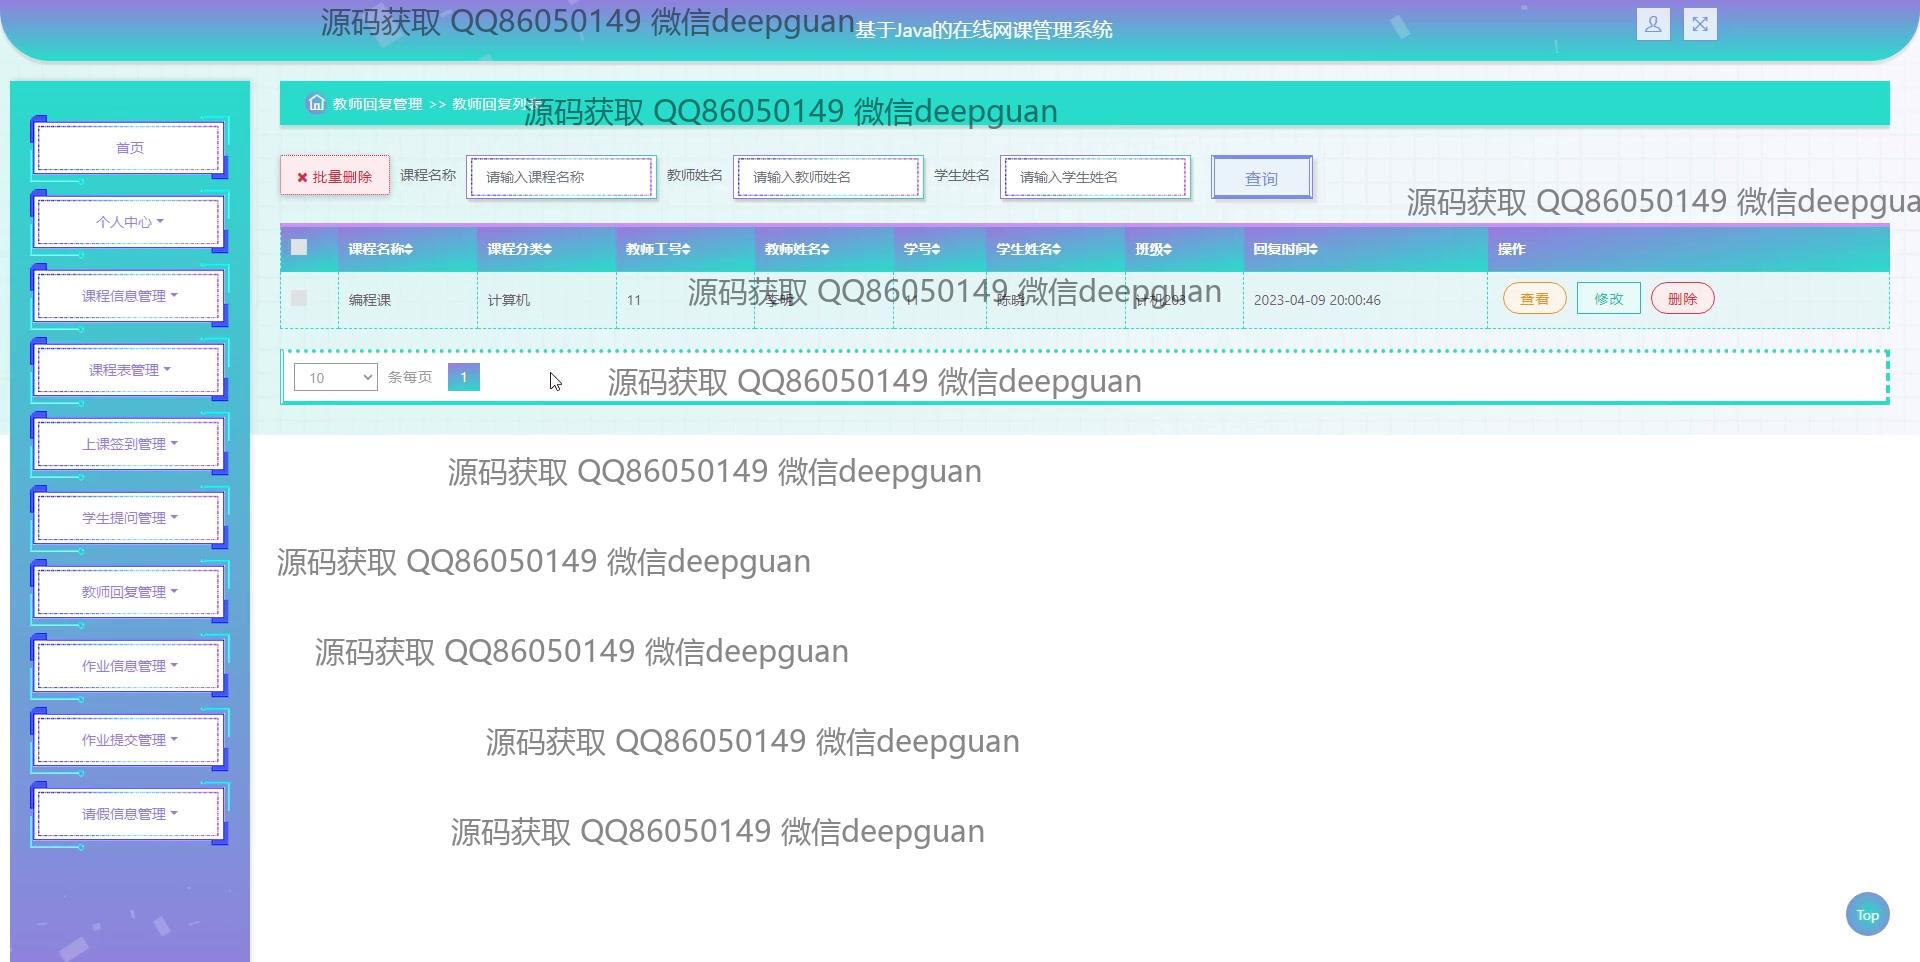 源码获取 QQ86050149 微信deepguan
基于Java的在线网课管理系统
教师回复管理 >> 教师回复列表
源码获取 QQ86050149 微信deepguan
首页
个人中心
课程信息管理
课程表管理
上课签到管理
学生提问管理
教师回复管理
作业信息管理
作业提交管理
请假信息管理
批量删除 课程名称 请输入课程名称 教师姓名 请输入教师姓名 学生姓名 请输入学生姓名 查询
源码获取 QQ86050149 微信deepgua
课程名称 课程分类 教师工号 教师姓名 学号 学生姓名 班级 回复时间 操作
编程课 计算机 11 11 2023-04-09 20:00:46 查看 修改 删除
源码获取 QQ86050149 微信deepguan
10 条每页 1
源码获取 QQ86050149 微信deepguan
源码获取 QQ86050149 微信deepguan
源码获取 QQ86050149 微信deepguan
源码获取 QQ86050149 微信deepguan
源码获取 QQ86050149 微信deepguan
源码获取 QQ86050149 微信deepguan
Top